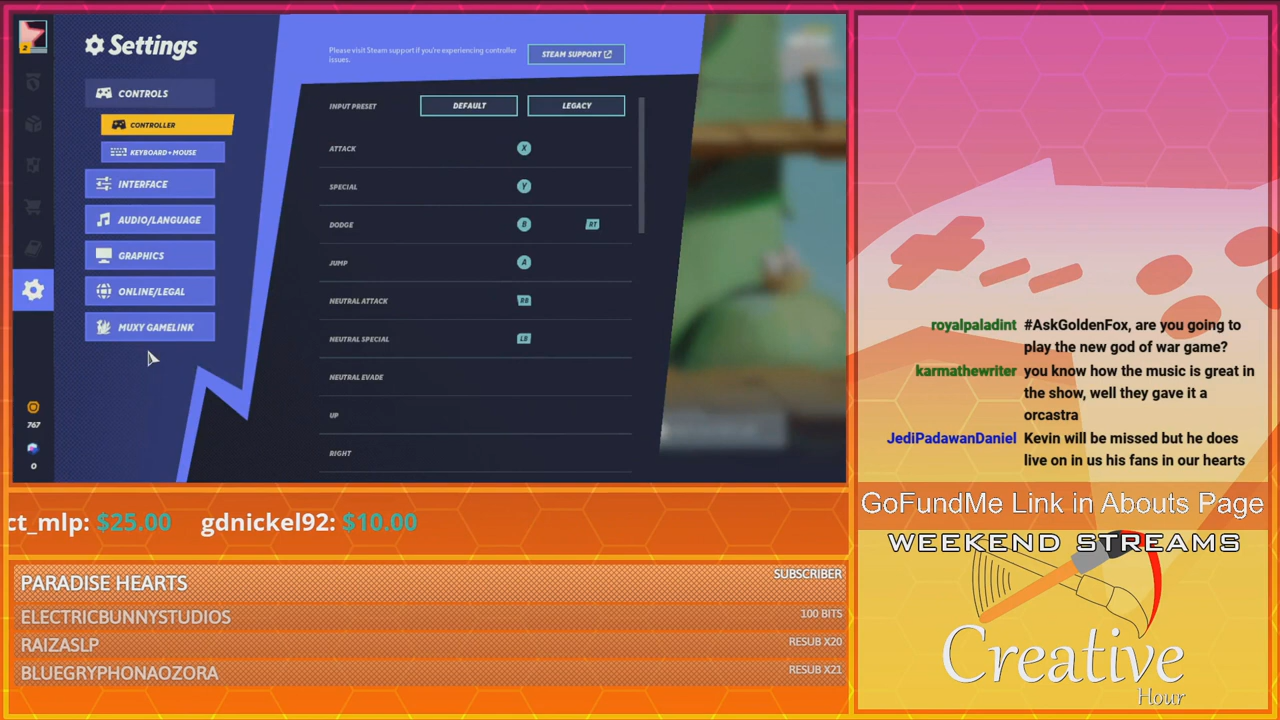 Settings
CONTROLS
CONTROLLER
KEYBOARD+MOUSE
INTERFACE
AUDIO/LANGUAGE
GRAPHICS
ONLINE/LEGAL
MUXY GAMELINK
2
767
0
Please visit Steam support if you're experiencing controller
issues.
STEAM SUPPORT
INPUT PRESET DEFAULT LEGACY
ATTACK X
SPECIAL Y
DODGE B RT
JUMP A
NEUTRAL ATTACK RB
NEUTRAL SPECIAL LB
NEUTRAL EVADE
UP
RIGHT
royalpaladint #AskGoldenFox, are you going to
play the new god of war game?
karmathewriter you know how the music is great in
the show, well they gave it a
orcastra
JediPadawanDaniel Kevin will be missed but he does
live on in us his fans in our hearts
GoFundMe Link in Abouts Page
WEEKEND STREAMS
Creative
Hour
ct_mlp: $25.00 gdnickel92: $10.00
PARADISE HEARTS SUBSCRIBER
ELECTRICBUNNYSTUDIOS 100 BITS
RAIZASLP RESUB X20
BLUEGRYPHONAOZORA RESUB X21